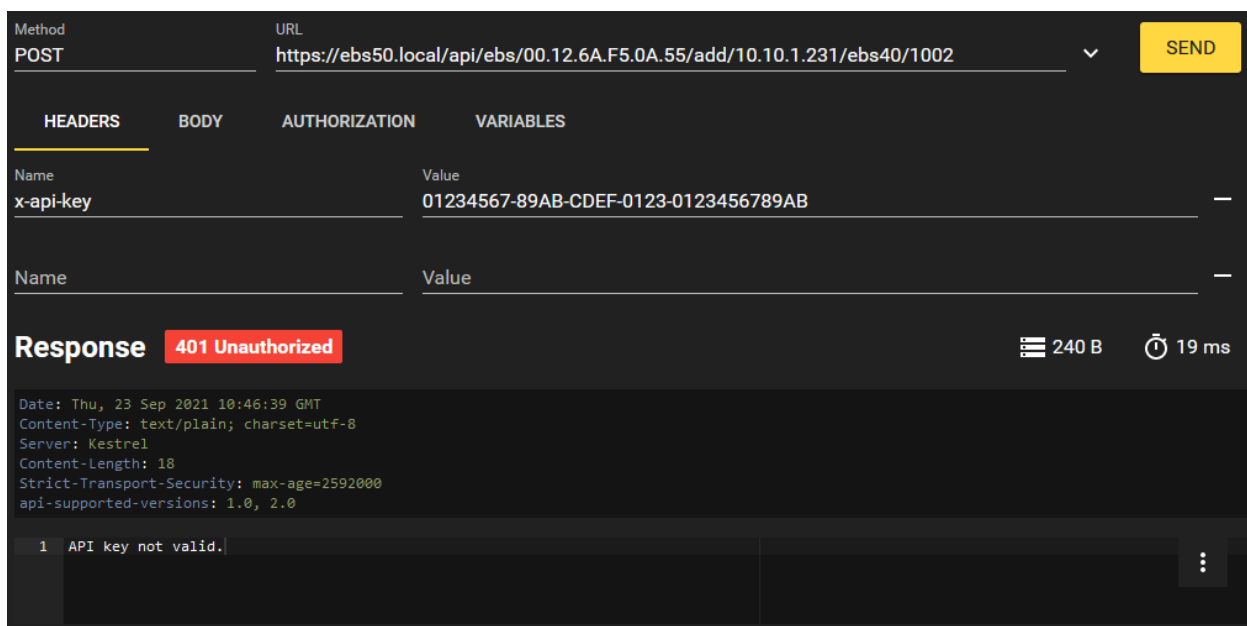 Method URL
POST https://ebs50.local/api/ebs/00.12.6A.F5.0A.55/add/10.10.1.231/ebs40/1002 SEND
HEADERS BODY AUTHORIZATION VARIABLES
Name Value
x-api-key 01234567-89AB-CDEF-0123-0123456789AB
Name Value
Response 401 Unauthorized 240 B 19 ms
Date: Thu, 23 Sep 2021 10:46:39 GMT
Content-Type: text/plain; charset=utf-8
Server: Kestrel
Content-Length: 18
Strict-Transport-Security: max-age=2592000
api-supported-versions: 1.0, 2.0
1 API key not valid.